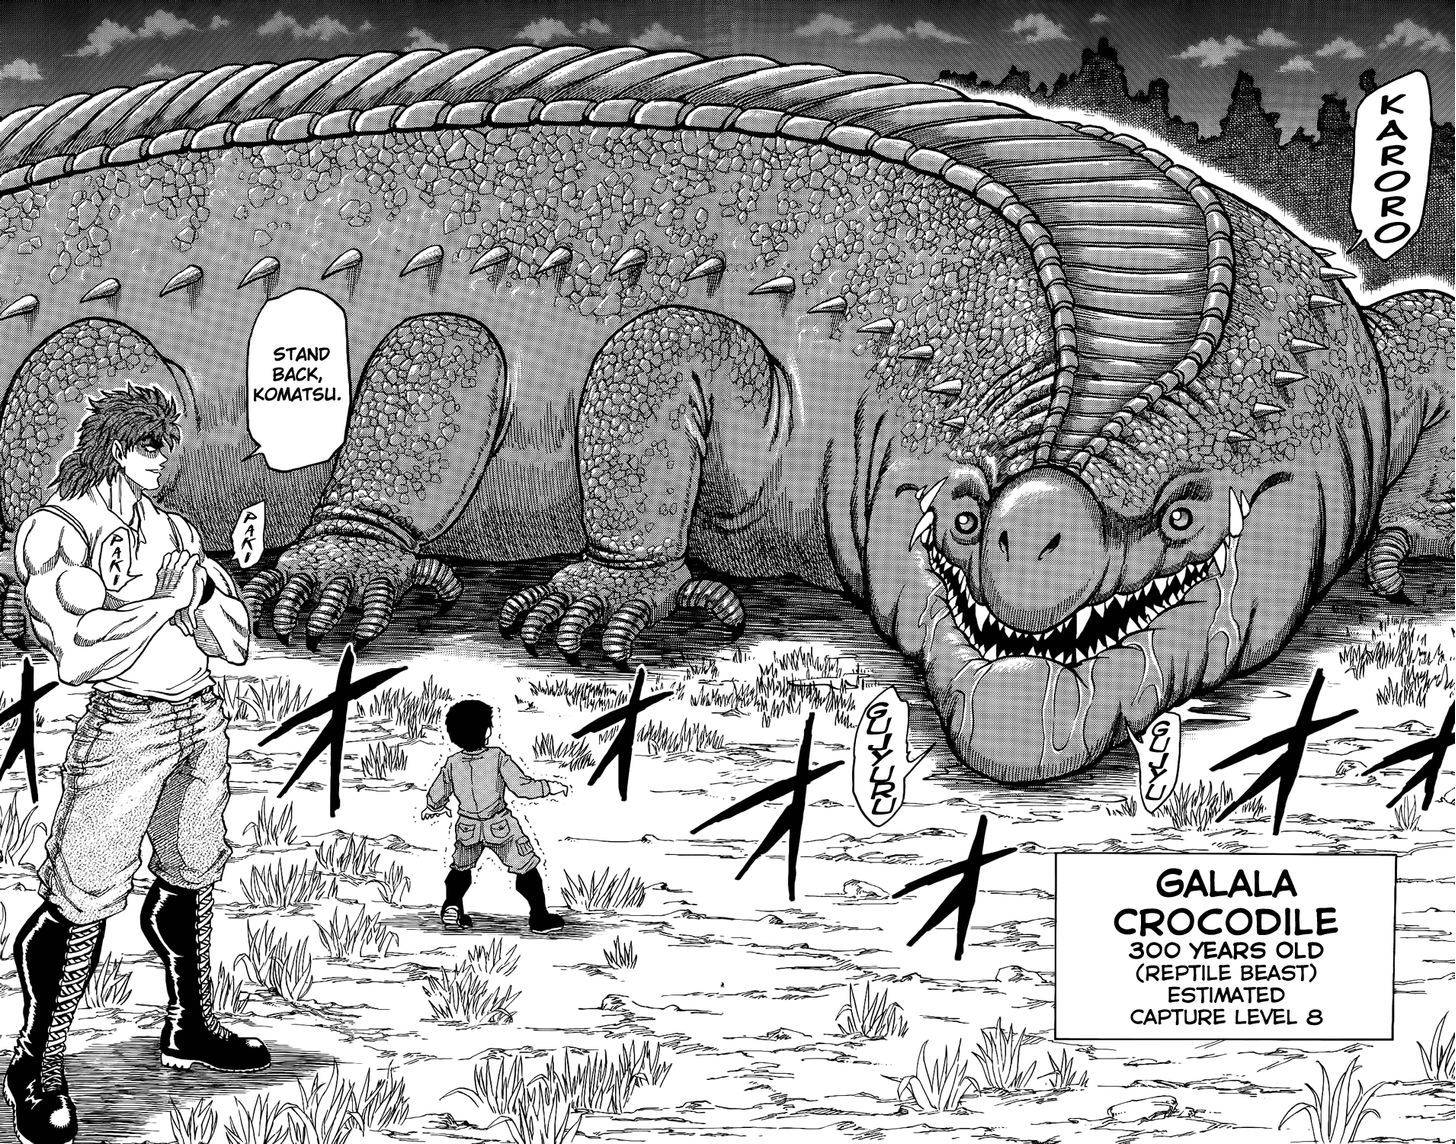 STAND
BACK,
KOMATSU.
PAKI
PAKI
KARORO
GUJYURU
GUJYU
GALALA
CROCODILE
300 YEARS OLD
(REPTILE BEAST)
ESTIMATED
CAPTURE LEVEL 8